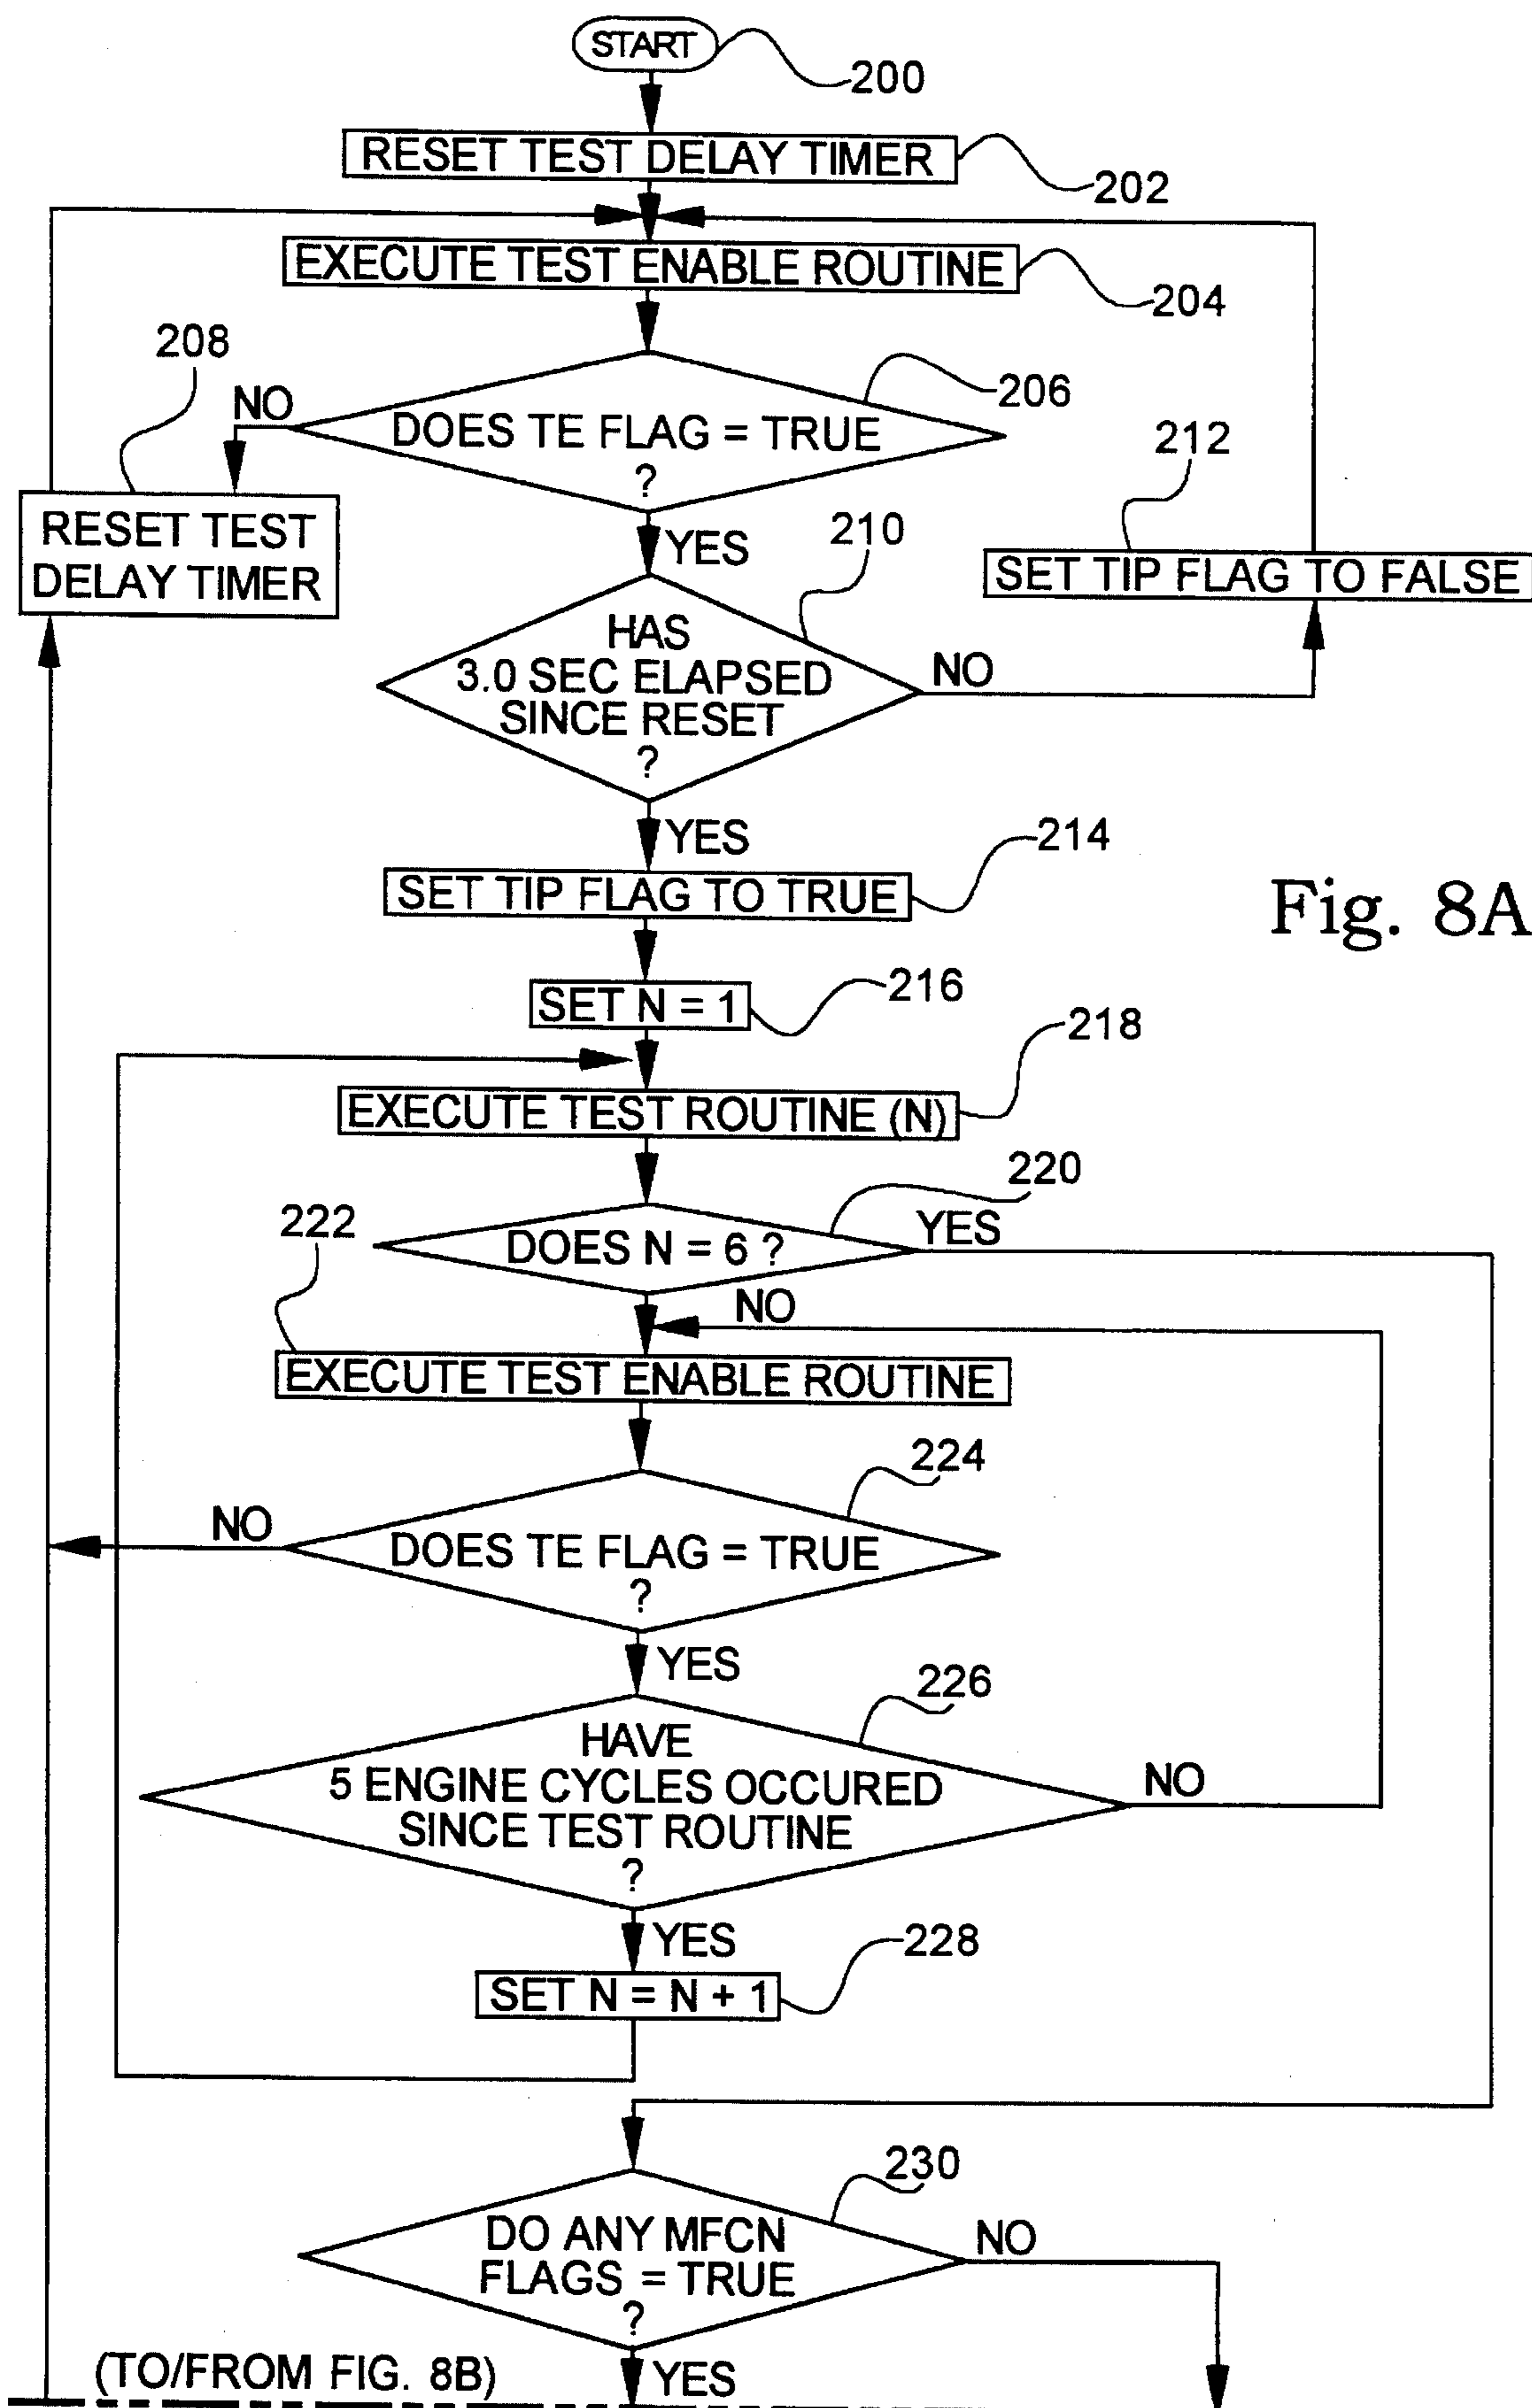 START
200
RESET TEST DELAY TIMER
202
EXECUTE TEST ENABLE ROUTINE
204
208
NO
206
DOES TE FLAG = TRUE
?
212
RESET TEST
DELAY TIMER
YES
210
SET TIP FLAG TO FALSE
HAS
3.0 SEC ELAPSED
SINCE RESET
?
NO
YES
214
SET TIP FLAG TO TRUE
Fig. 8A
SET N = 1
216
218
EXECUTE TEST ROUTINE (N)
220
222
DOES N = 6 ?
YES
NO
EXECUTE TEST ENABLE ROUTINE
224
NO
DOES TE FLAG = TRUE
?
YES
226
HAVE
5 ENGINE CYCLES OCCURED
SINCE TEST ROUTINE
?
NO
YES
228
SET N = N + 1
230
DO ANY MFCN
FLAGS = TRUE
?
NO
(TO/FROM FIG. 8B)
YES